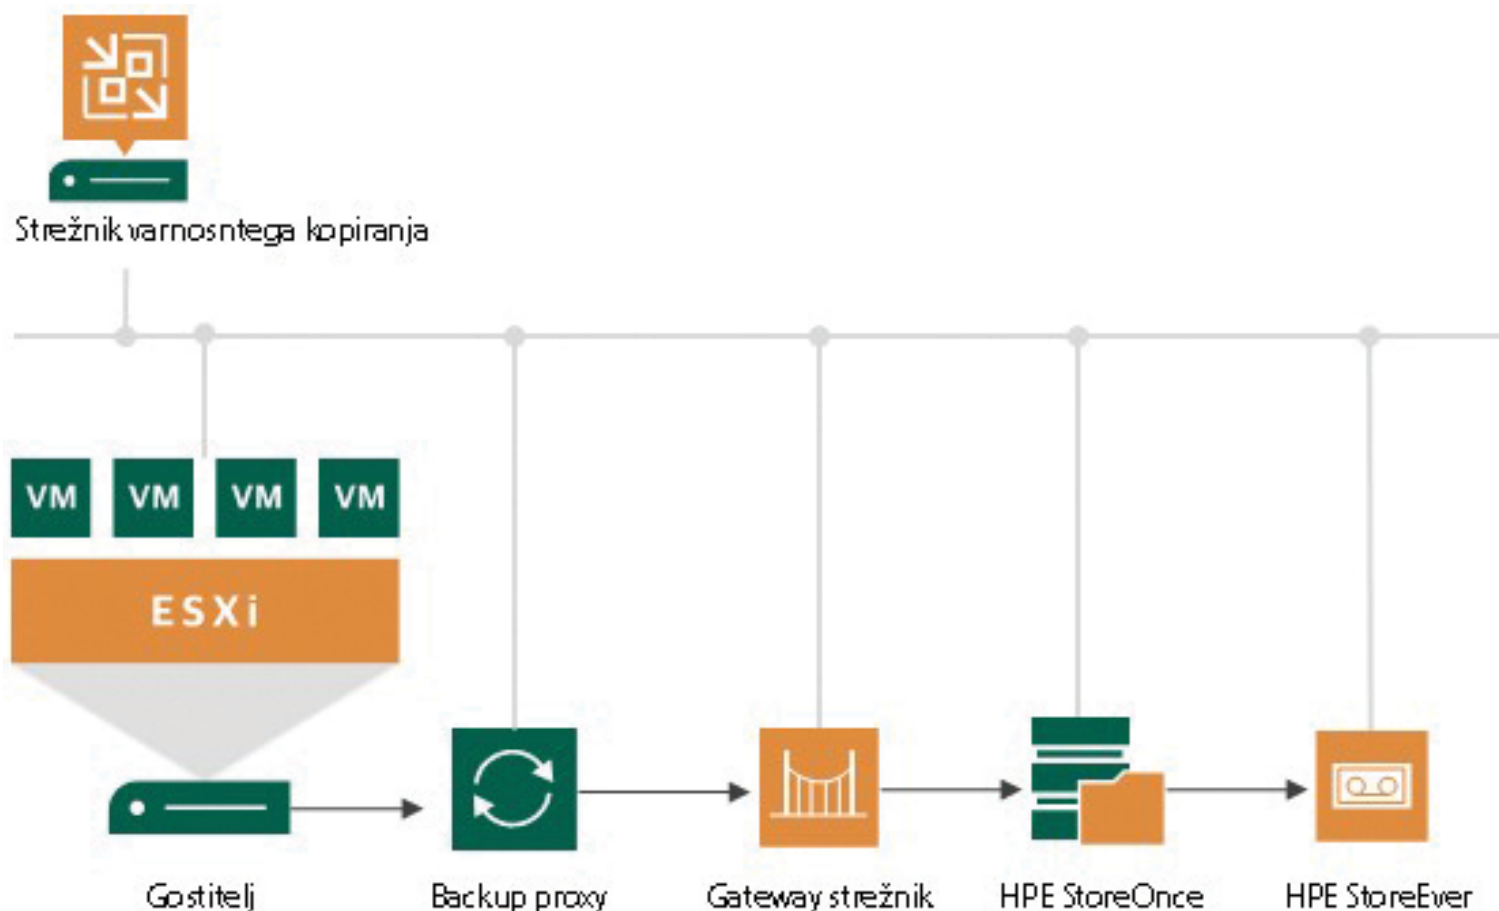 Strežnik varnosntega kopiranja
VM VM VM VM
ESXi
Gostitelj
Backup proxy
Gateway strežnik
HPE StoreOnce
HPE StoreEver